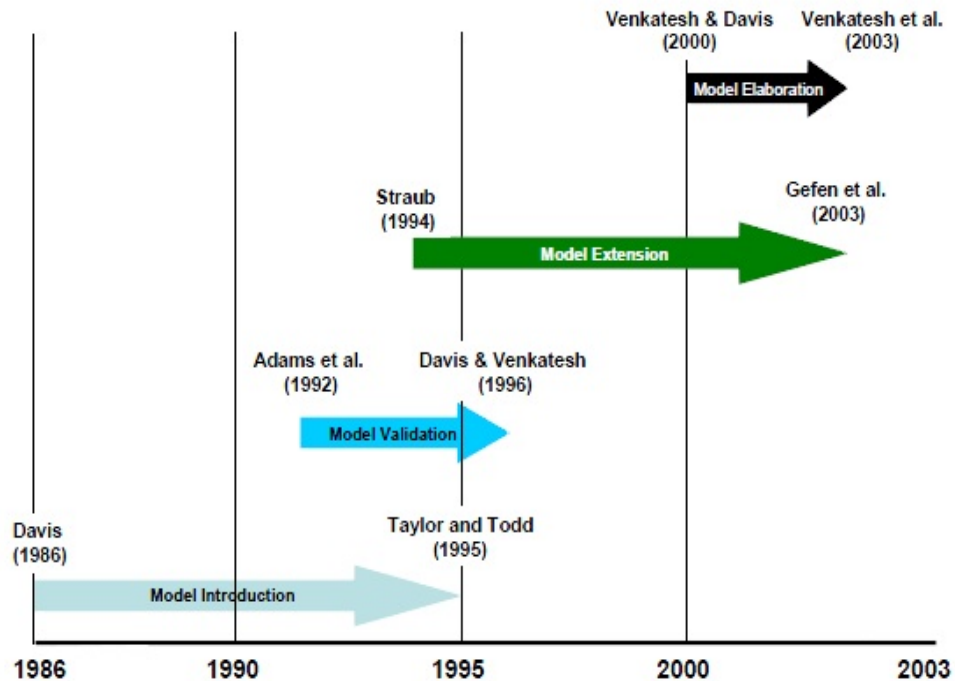 Venkatesh & Davis
(2000)
Venkatesh et al.
(2003)
Model Elaboration
Straub
(1994)
Gefen et al.
(2003)
Model Extension
Adams et al.
(1992)
Davis & Venkatesh
(1996)
Model Validation
Davis
(1986)
Taylor and Todd
(1995)
Model Introduction
1986
1990
1995
2000
2003